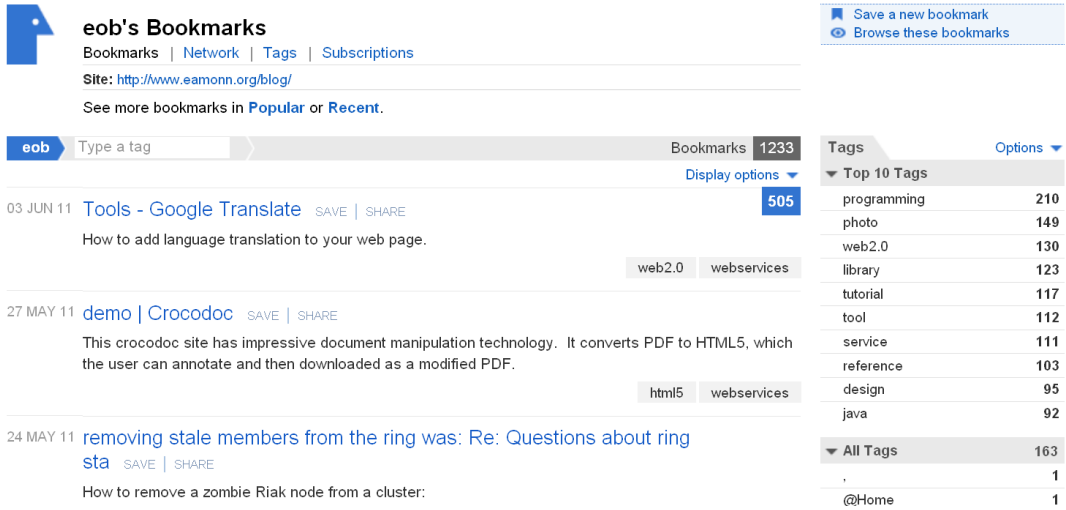 eob's Bookmarks
Bookmarks | Network | Tags | Subscriptions
Site: http://www.eamonn.org/blog/
See more bookmarks in Popular or Recent.
Save a new bookmark
Browse these bookmarks
eob Type a tag Bookmarks 1233
Display options
03 JUN 11 Tools - Google Translate SAVE | SHARE 505
How to add language translation to your web page.
web2.0 webservices
27 MAY 11 demo | Crocodoc SAVE | SHARE
This crocodoc site has impressive document manipulation technology. It converts PDF to HTML5, which
the user can annotate and then downloaded as a modified PDF.
html5 webservices
24 MAY 11 removing stale members from the ring was: Re: Questions about ring
sta SAVE | SHARE
How to remove a zombie Riak node from a cluster:
Tags Options
Top 10 Tags
programming 210
photo 149
web2.0 130
library 123
tutorial 117
tool 112
service 111
reference 103
design 95
java 92
All Tags 163
, 1
@Home 1